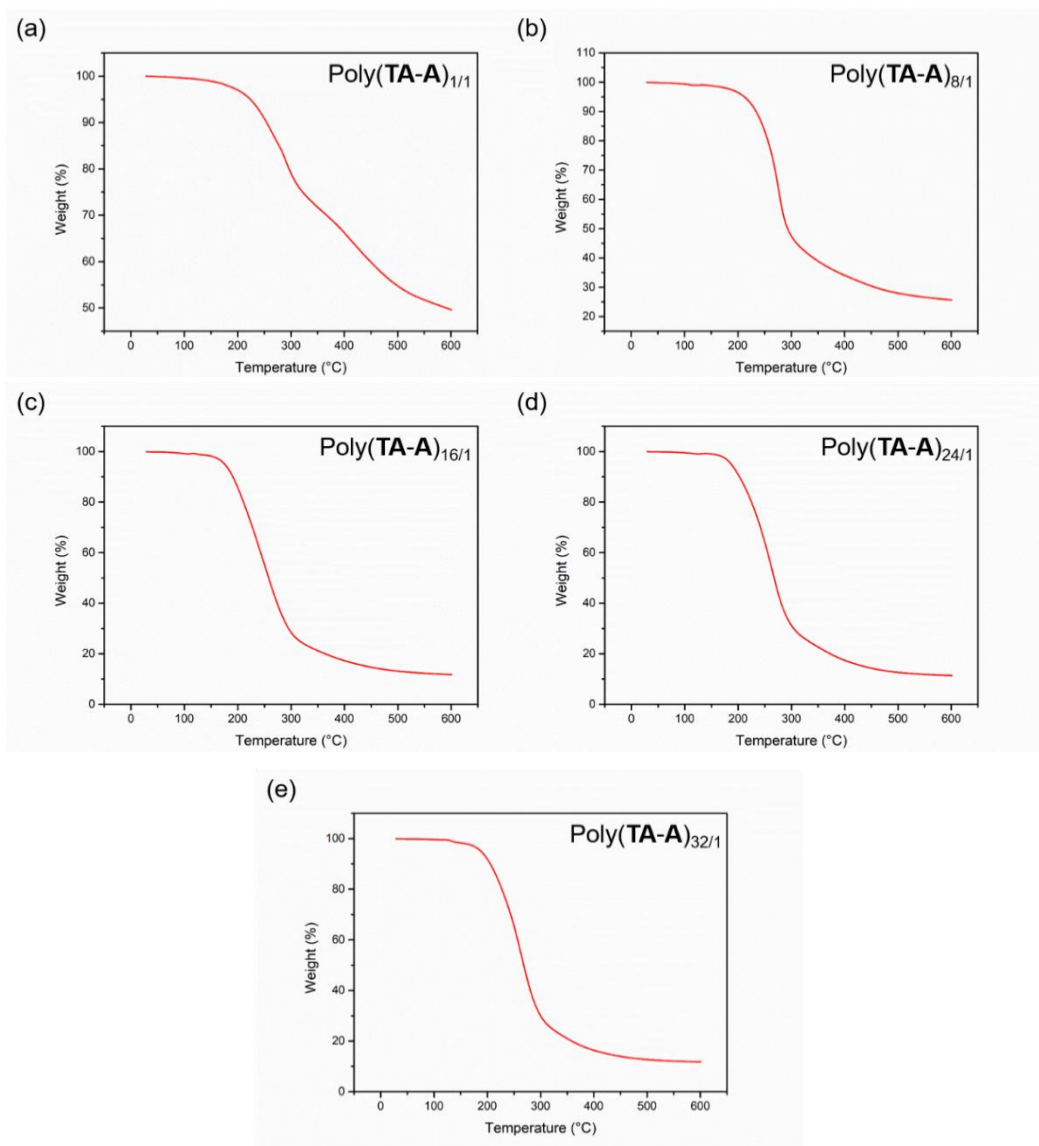 (a)
Poly(TA-A)1/1
100
90
80
70
60
50
Weight (%)
0 100 200 300 400 500 600
Temperature (°C)
(b)
Poly(TA-A)8/1
110
100
90
80
70
60
50
40
30
20
Weight (%)
0 100 200 300 400 500 600
Temperature (°C)
(c)
Poly(TA-A)16/1
100
80
60
40
20
0
Weight (%)
0 100 200 300 400 500 600
Temperature (°C)
(d)
Poly(TA-A)24/1
100
80
60
40
20
0
Weight (%)
0 100 200 300 400 500 600
Temperature (°C)
(e)
Poly(TA-A)32/1
100
80
60
40
20
0
Weight (%)
0 100 200 300 400 500 600
Temperature (°C)